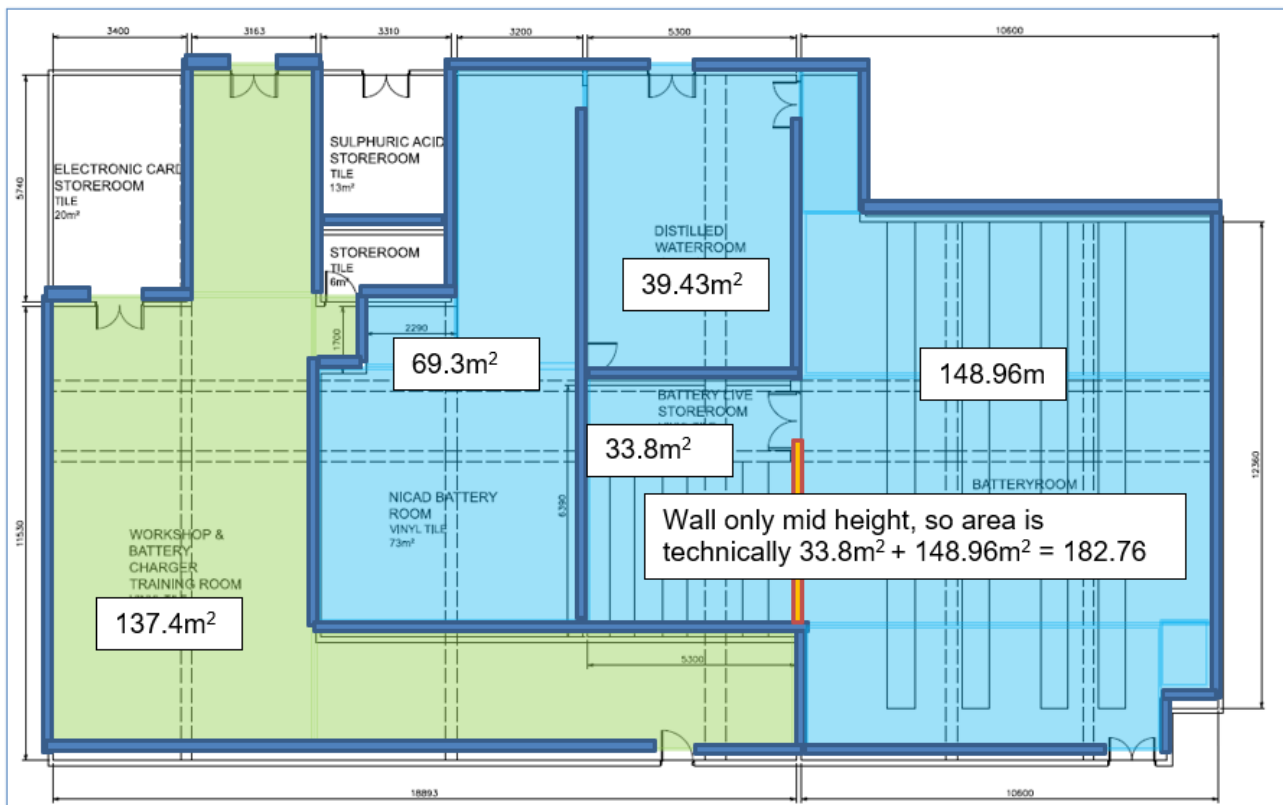 3400
3163
3310
3200
5300
10600
5740
ELECTRONIC CARD
STOREROOM
TILE
20m²
SULPHURIC ACID
STOREROOM
TILE
13m²
STOREROOM
TILE
6m²
DISTILLED
WATERROOM
39.43m²
2290
1700
69.3m²
148.96m
BATTERY LIVE
STOREROOM
33.8m²
12360
11530
NICAD BATTERY
ROOM
VINYL TILE
73m²
6390
BATTERYROOM
Wall only mid height, so area is
technically 33.8m² + 148.96m² = 182.76
WORKSHOP &
BATTERY
CHARGER
TRAINING ROOM
137.4m²
5300
18893
10600